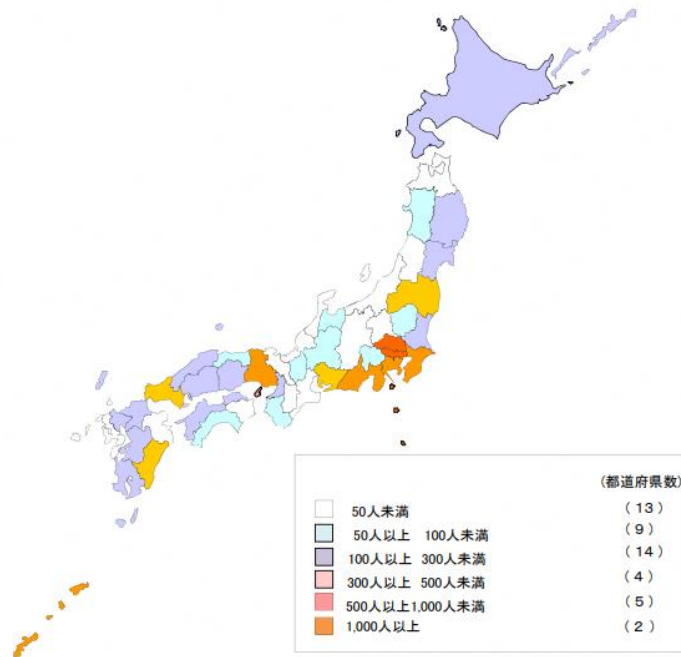 (都道府県数)
50人未満 (13)
50人以上 100人未満 (9)
100人以上 300人未満 (14)
300人以上 500人未満 (4)
500人以上1,000人未満 (5)
1,000人以上 (2)